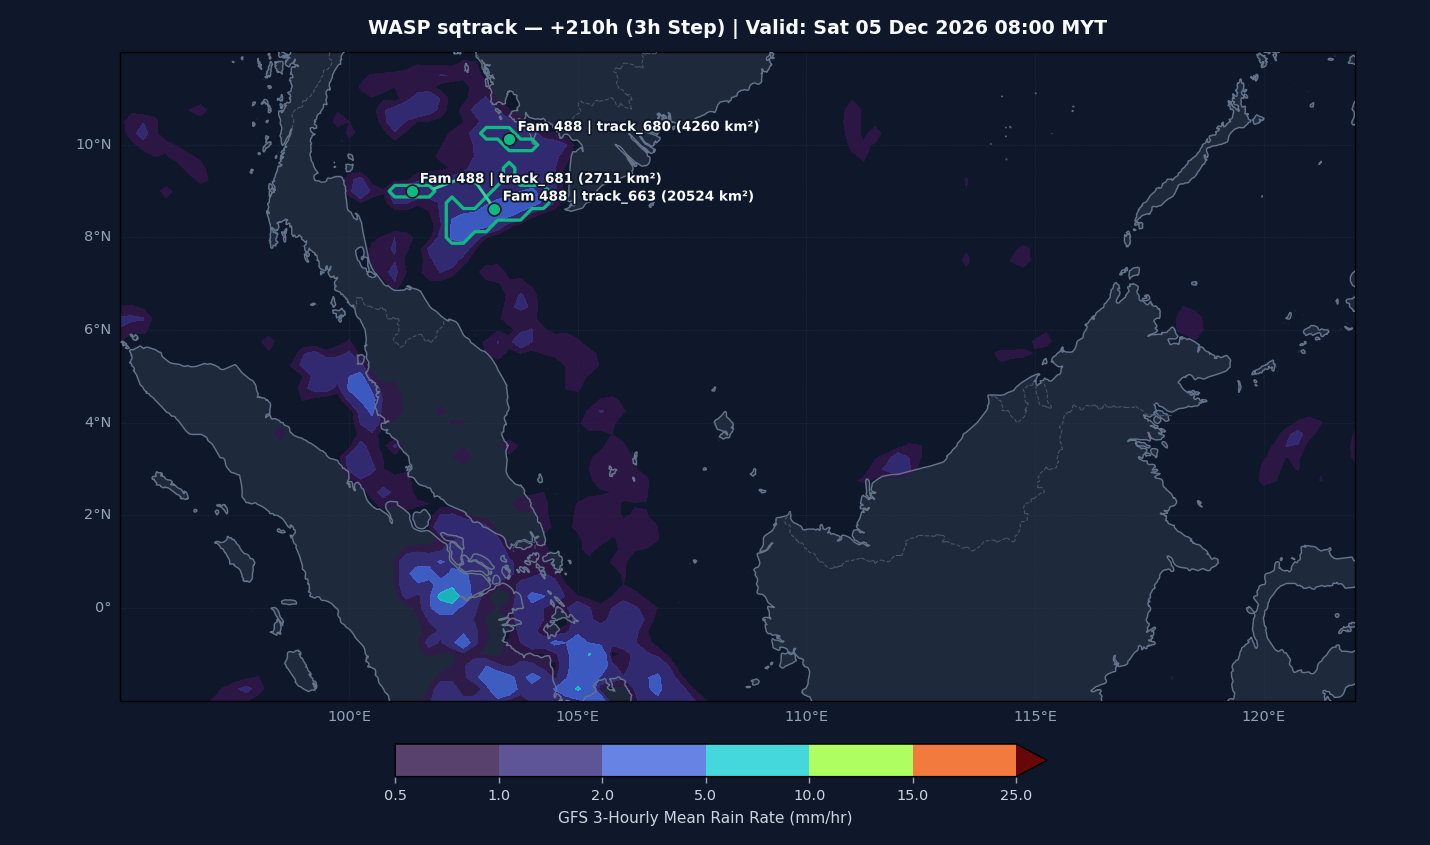 WASP sqtrack — +210h (3h Step) | Valid: Sat 05 Dec 2026 08:00 MYT
Fam 488 | track_680 (4260 km²)
Fam 488 | track_681 (2711 km²)
Fam 488 | track_663 (20524 km²)
10°N
8°N
6°N
4°N
2°N
0°
100°E 105°E 110°E 115°E 120°E
0.5 1.0 2.0 5.0 10.0 15.0 25.0
GFS 3-Hourly Mean Rain Rate (mm/hr)